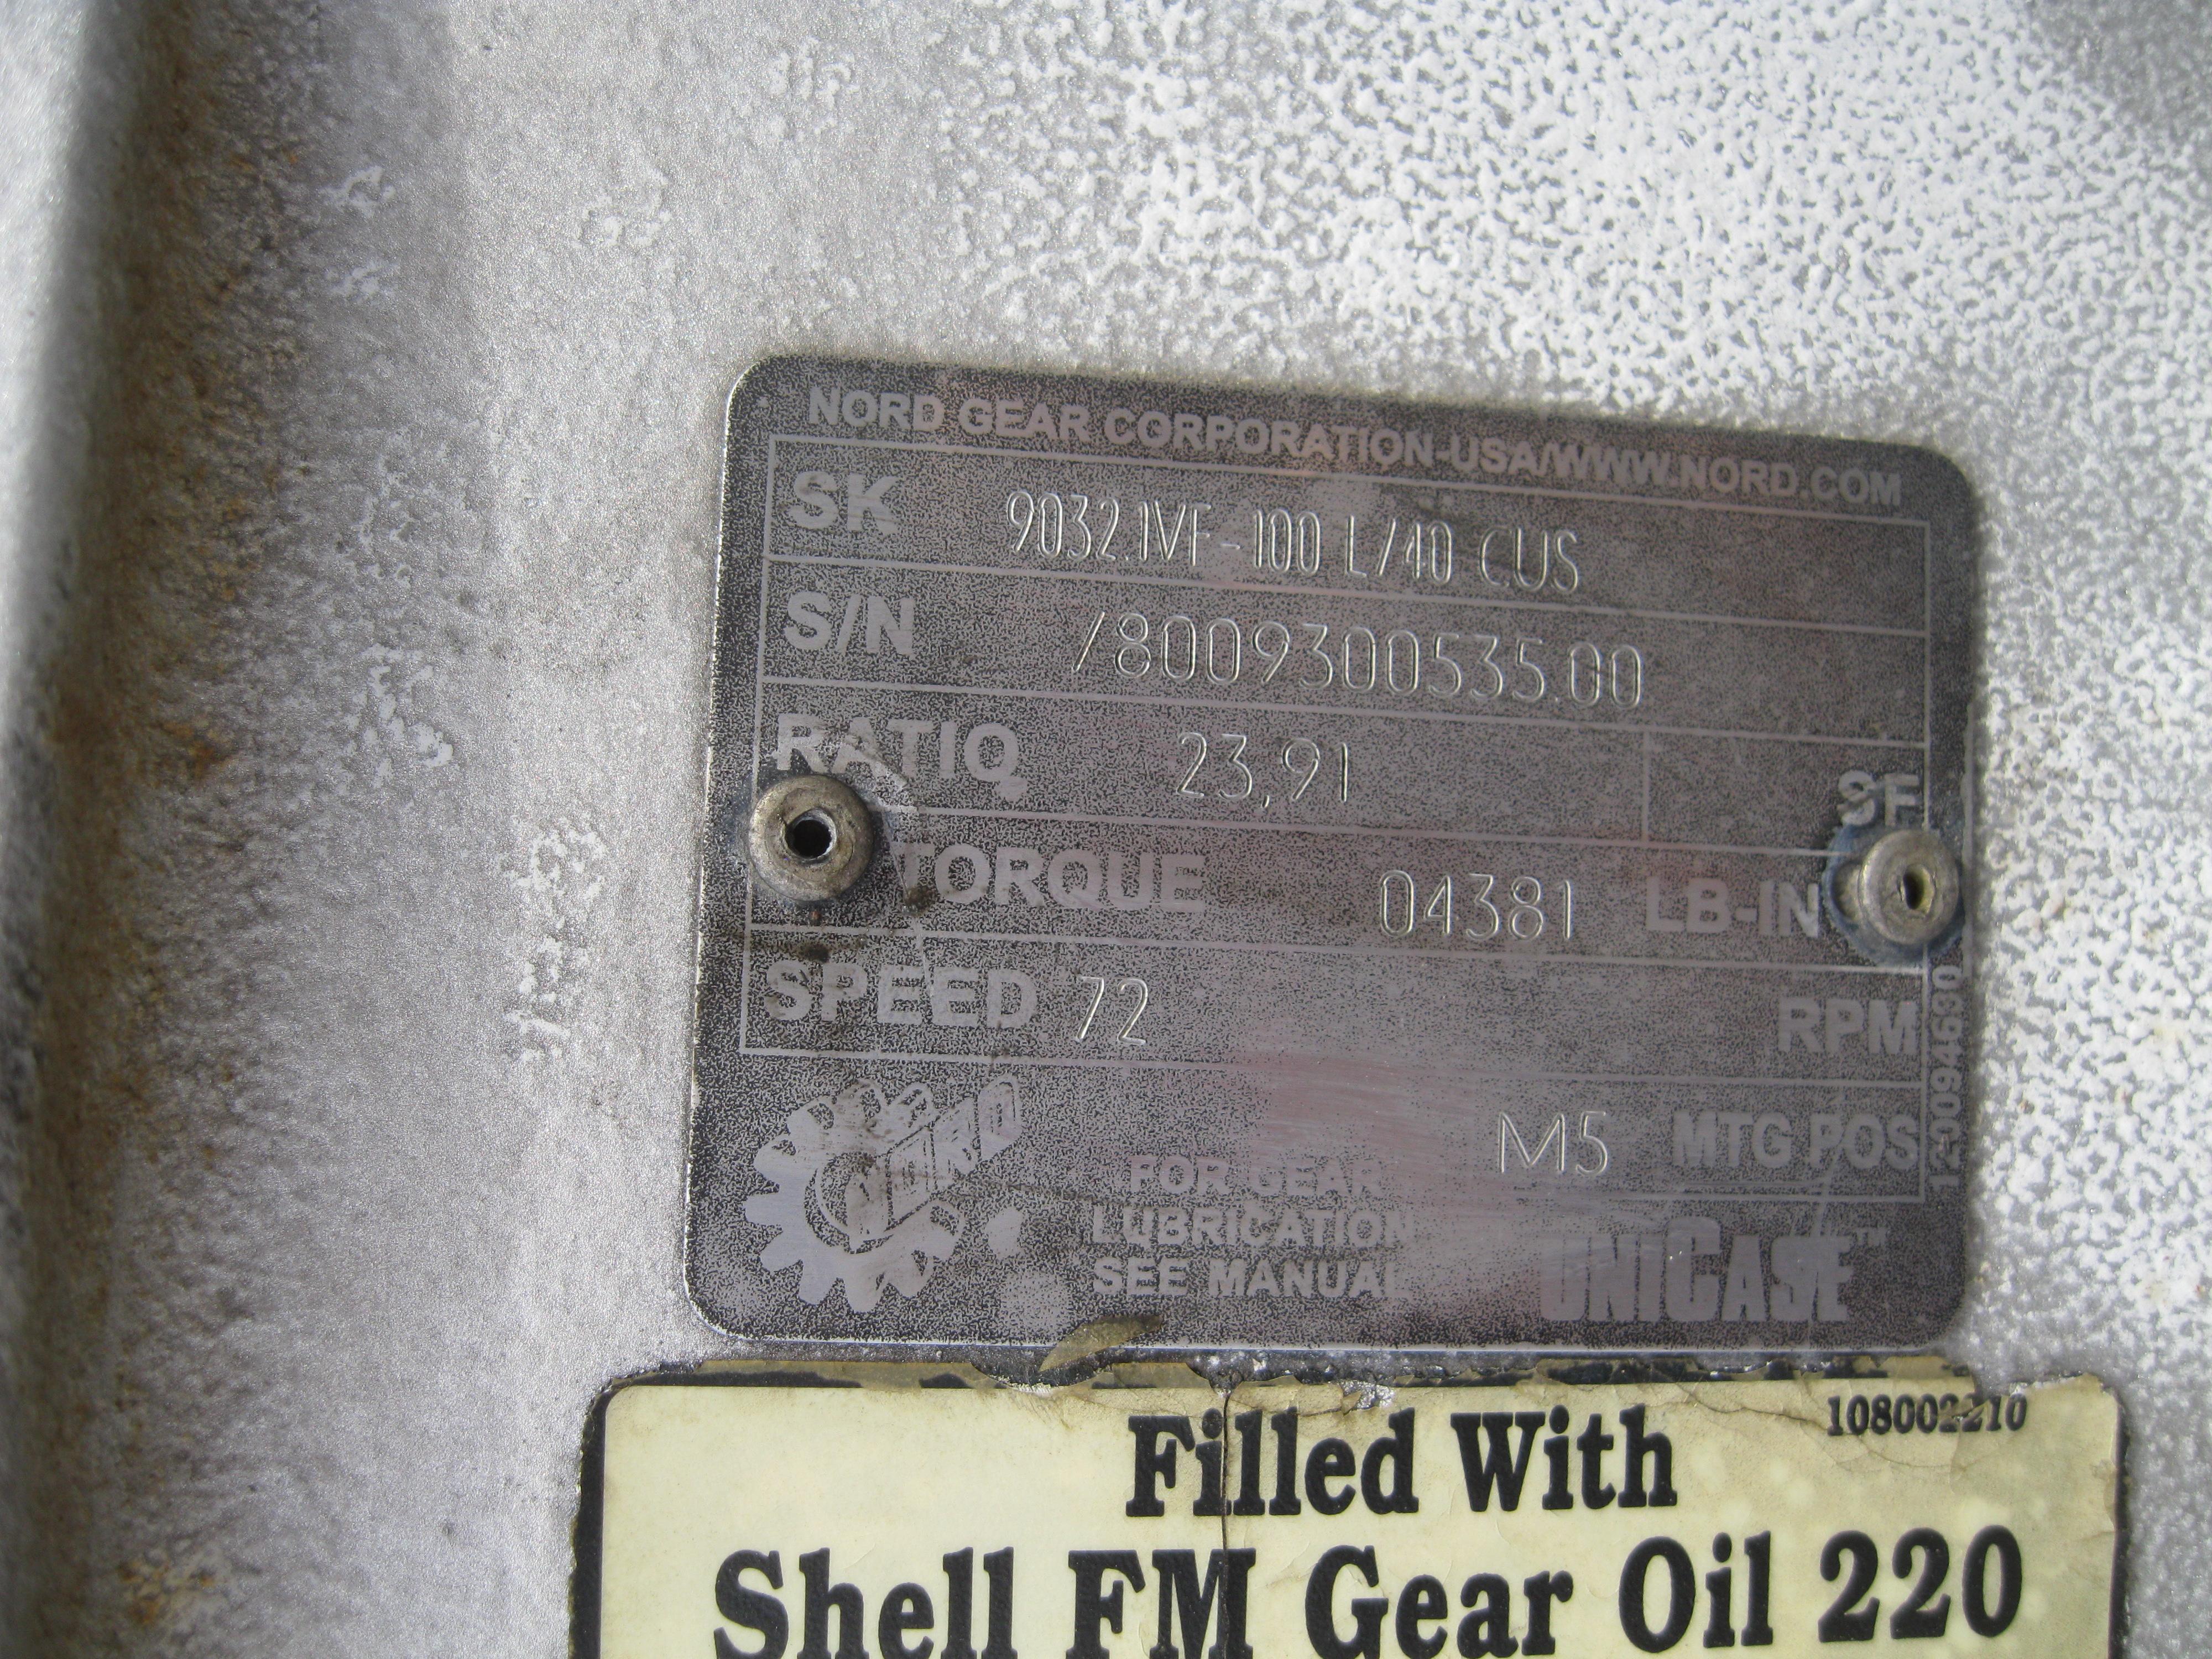 NORD GEAR CORPORATION-USA/WWW.NORD.COM
SK 9032.1VF-100 L/40 CUS
S/N /8009300535.00
RATIO 23,91 SF
TORQUE 04381 LB-IN
SPEED 72 RPM
M5 MTG POS
NORD
FOR GEAR
LUBRICATION
SEE MANUAL
UNICASE™
108002210
Filled With
Shell FM Gear Oil 220